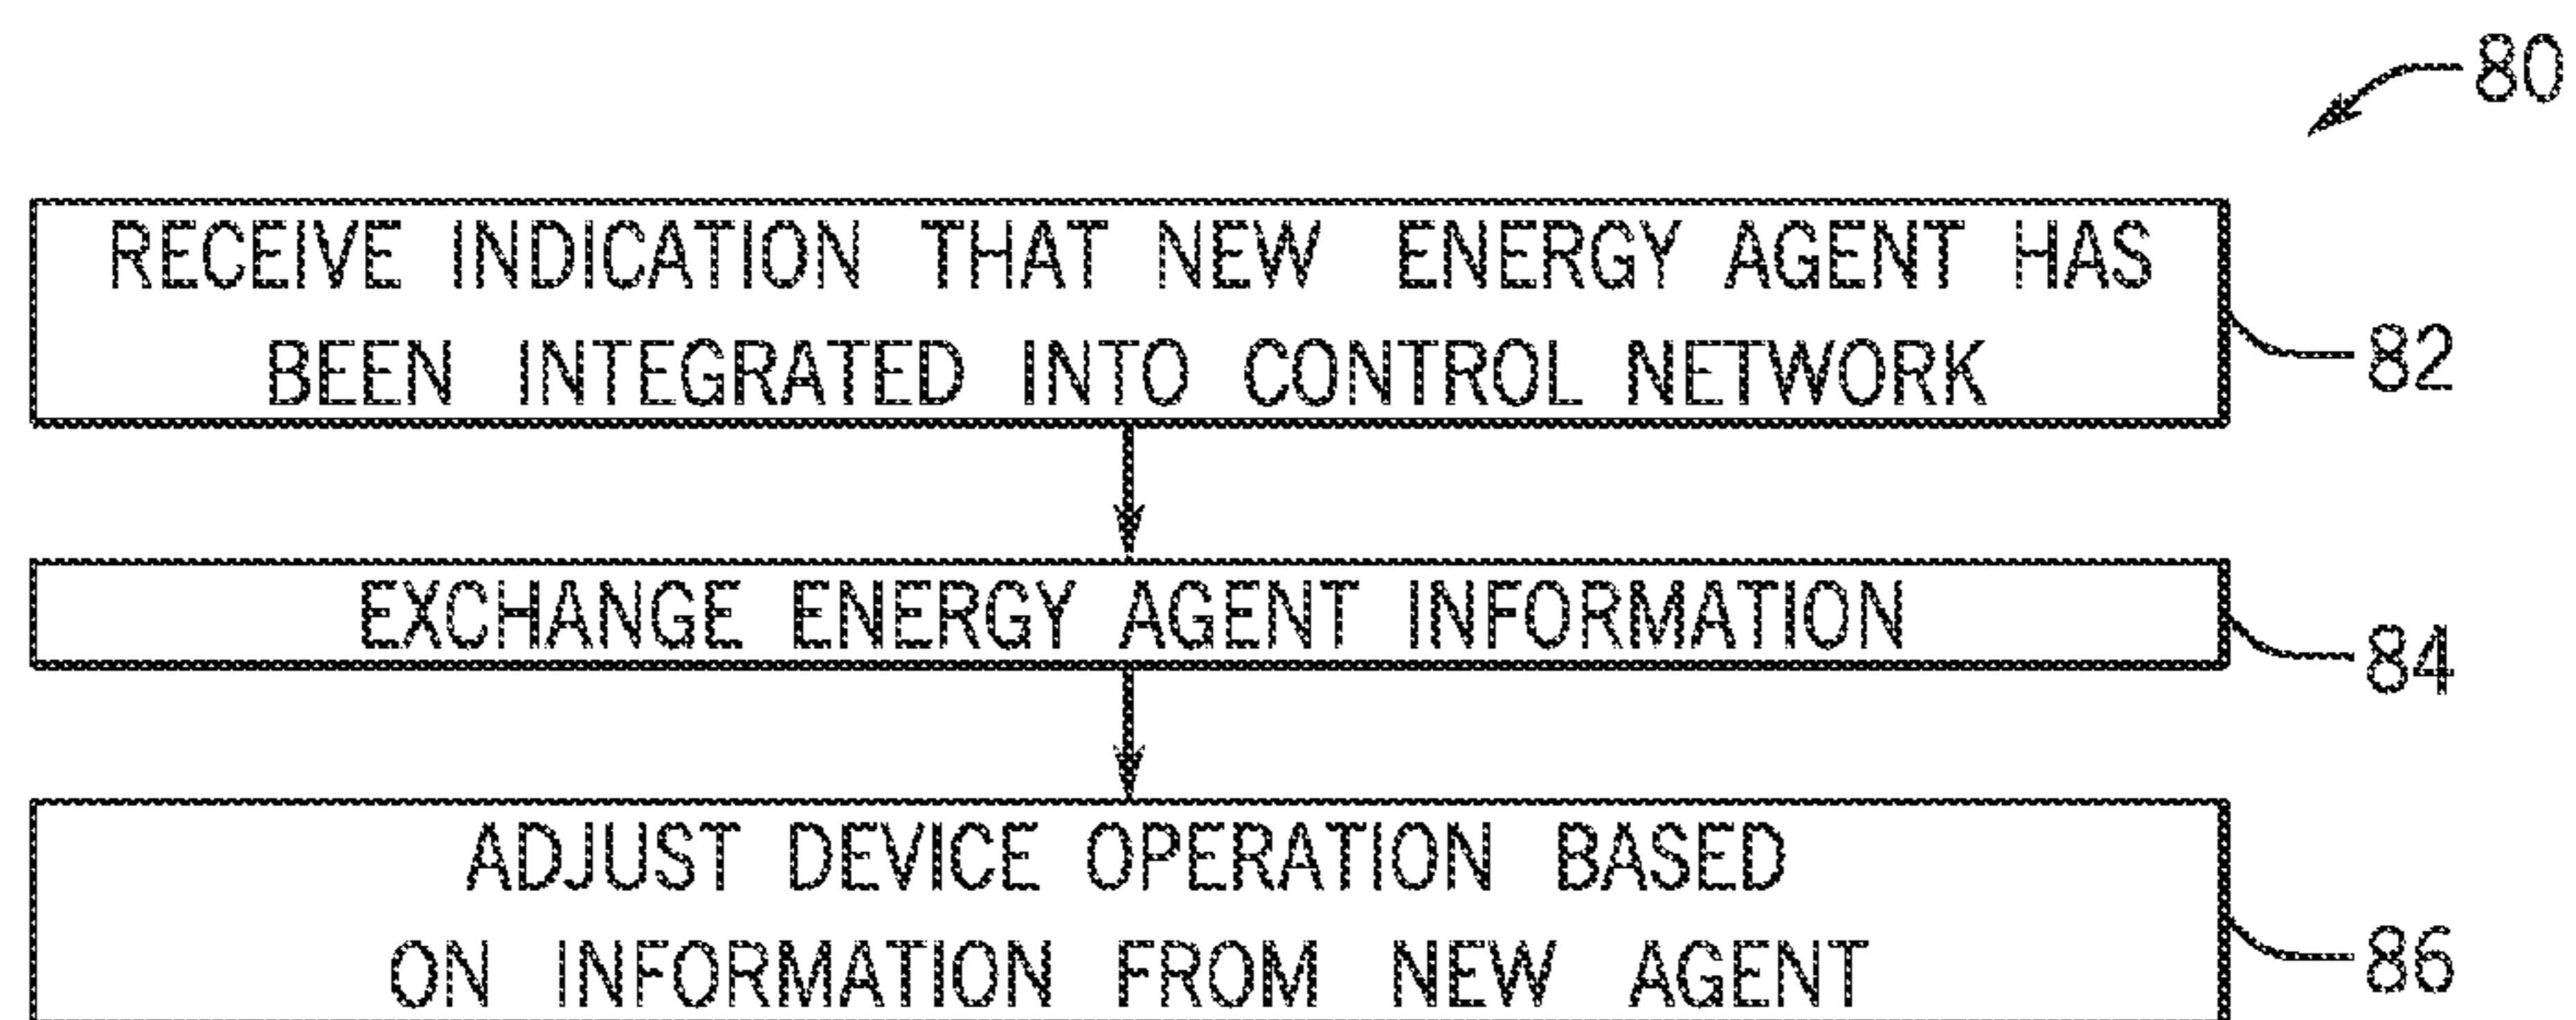 80
RECEIVE INDICATION THAT NEW ENERGY AGENT HAS
BEEN INTEGRATED INTO CONTROL NETWORK
82
EXCHANGE ENERGY AGENT INFORMATION
84
ADJUST DEVICE OPERATION BASED
ON INFORMATION FROM NEW AGENT
86